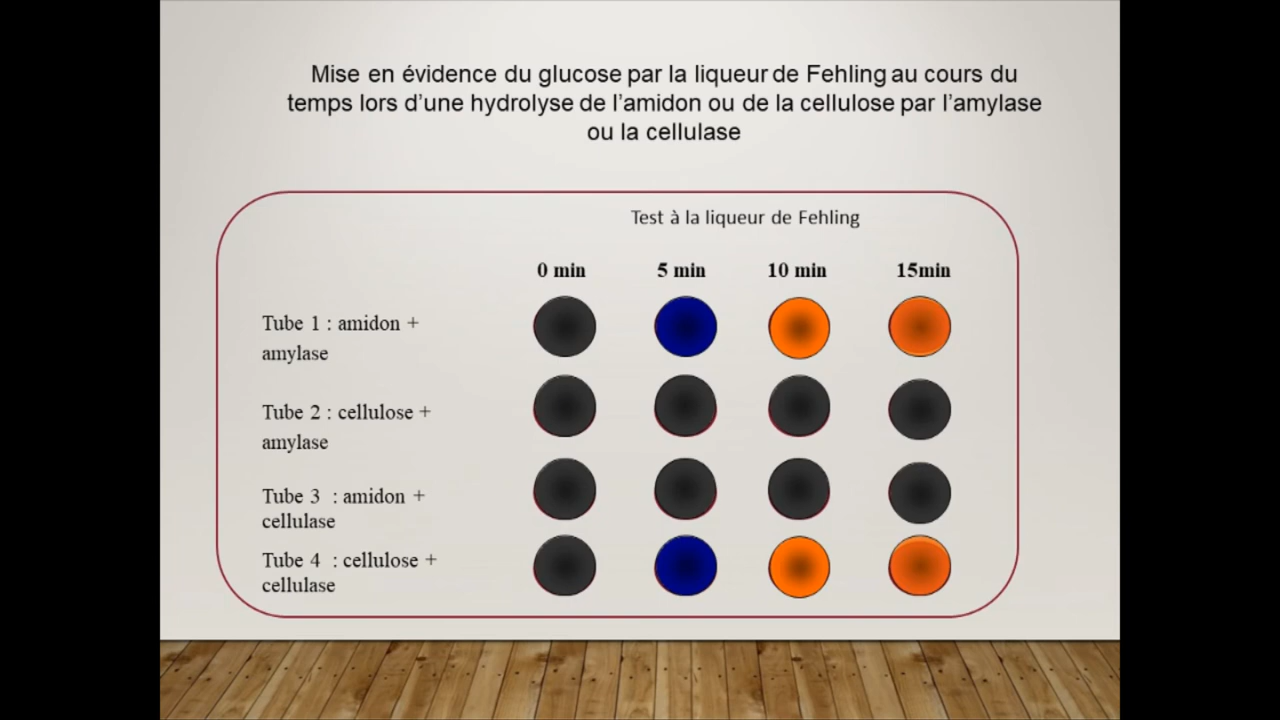 Mise en évidence du glucose par la liqueur de Fehling au cours du
temps lors d'une hydrolyse de l'amidon ou de la cellulose par l'amylase
ou la cellulase
Test à la liqueur de Fehling
0 min 5 min 10 min 15min
Tube 1 : amidon +
amylase
Tube 2 : cellulose +
amylase
Tube 3 : amidon +
cellulase
Tube 4 : cellulose +
cellulase